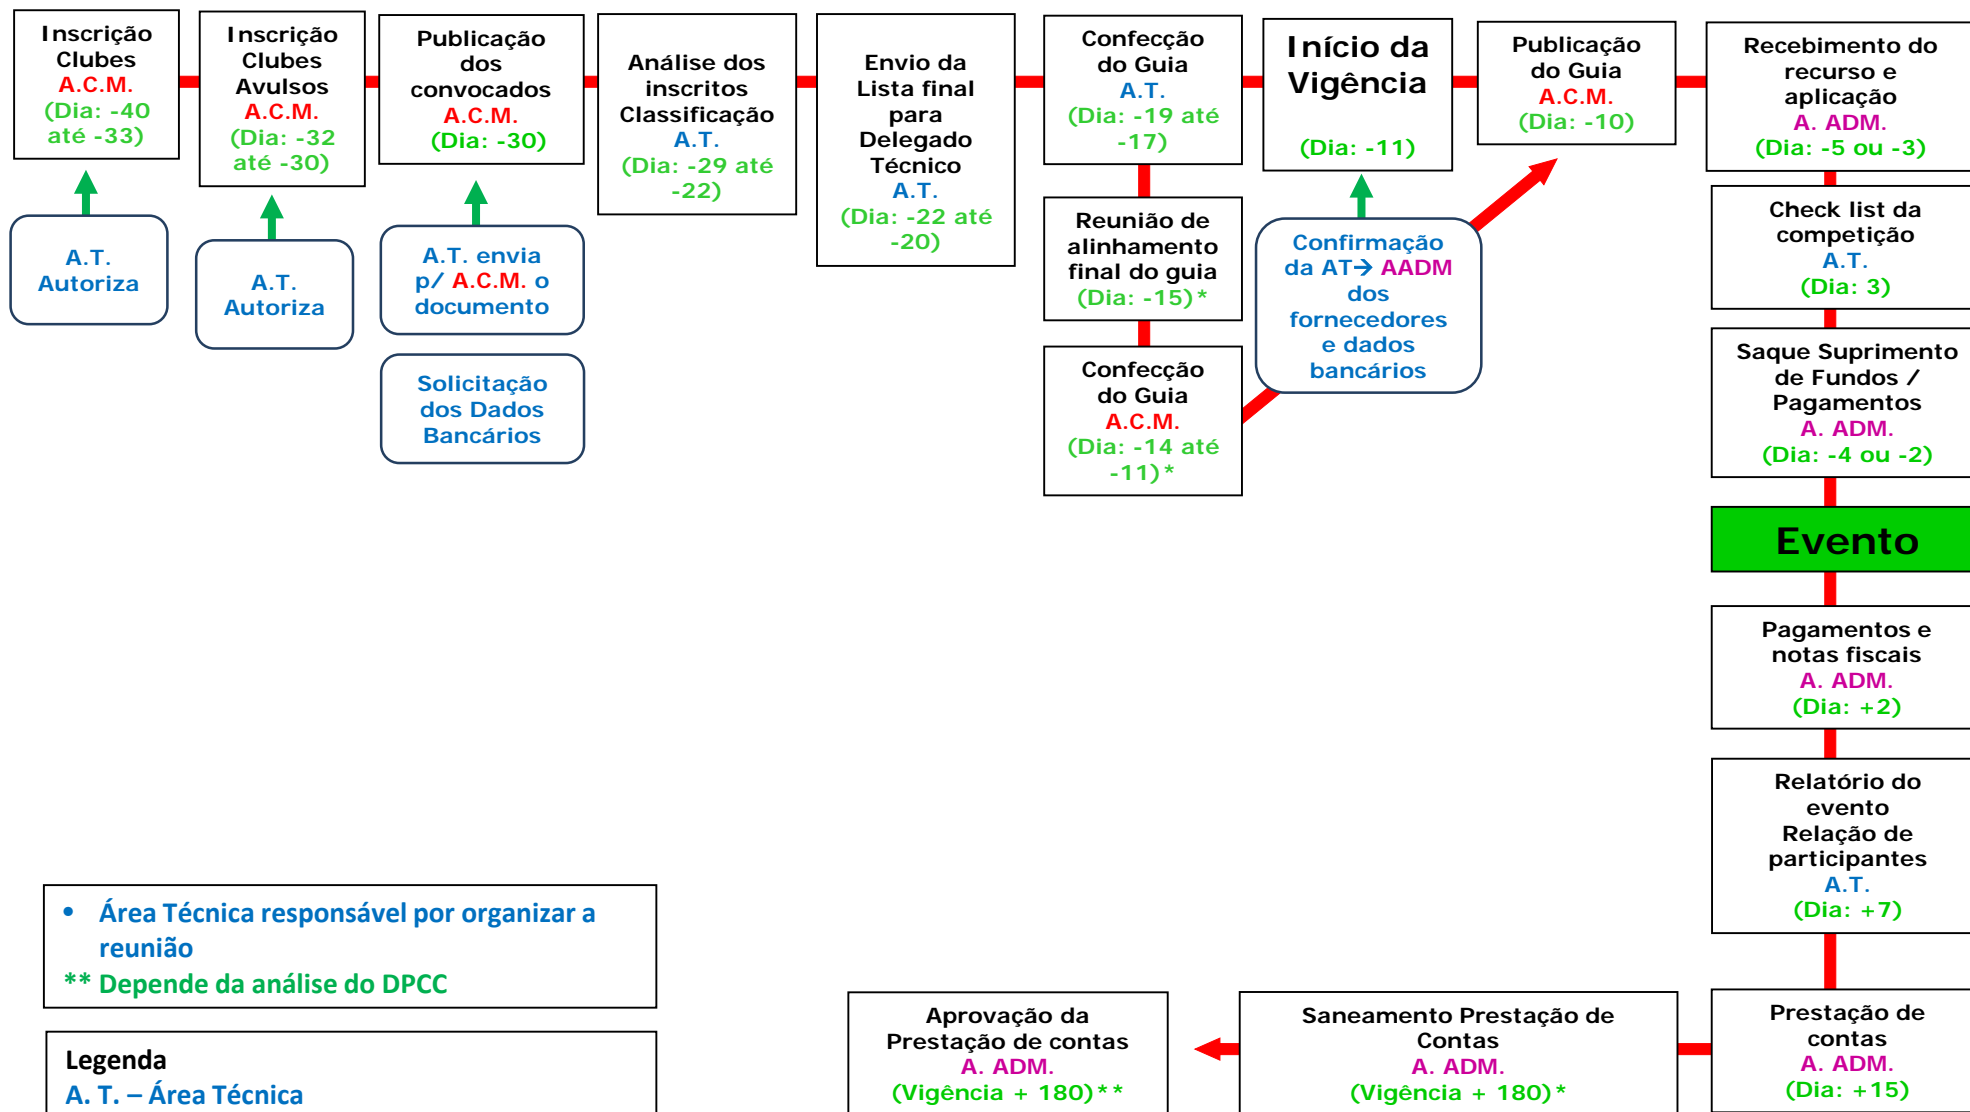 Inscrição
Clubes
A.C.M.
(Dia: -40
até -33)
Inscrição
Clubes
Avulsos
A.C.M.
(Dia: -32
até -30)
Publicação
dos
convocados
A.C.M.
(Dia: -30)
Análise dos
inscritos
Classificação
A.T.
(Dia: -29 até
-22)
Envio da
Lista final
para
Delegado
Técnico
A.T.
(Dia: -22 até
-20)
Confecção
do Guia
A.T.
(Dia: -19 até
-17)
Início da
Vigência
(Dia: -11)
Publicação
do Guia
A.C.M.
(Dia: -10)
Recebimento do
recurso e
aplicação
A. ADM.
(Dia: -5 ou -3)
A.T.
Autoriza
A.T.
Autoriza
A.T. envia
p/ A.C.M. o
documento
Solicitação
dos Dados
Bancários
Reunião de
alinhamento
final do guia
(Dia: -15)*
Confecção
do Guia
A.C.M.
(Dia: -14 até
-11)*
Confirmação
da AT→ AADM
dos
fornecedores
e dados
bancários
Check list da
competição
A.T.
(Dia: 3)
Saque Suprimento
de Fundos /
Pagamentos
A. ADM.
(Dia: -4 ou -2)
Evento
Pagamentos e
notas fiscais
A. ADM.
(Dia: +2)
Relatório do
evento
Relação de
participantes
A.T.
(Dia: +7)
Prestação de
contas
A. ADM.
(Dia: +15)
Saneamento Prestação de
Contas
A. ADM.
(Vigência + 180)*
Aprovação da
Prestação de contas
A. ADM.
(Vigência + 180)**
• Área Técnica responsável por organizar a
reunião
** Depende da análise do DPCC
Legenda
A. T. – Área Técnica